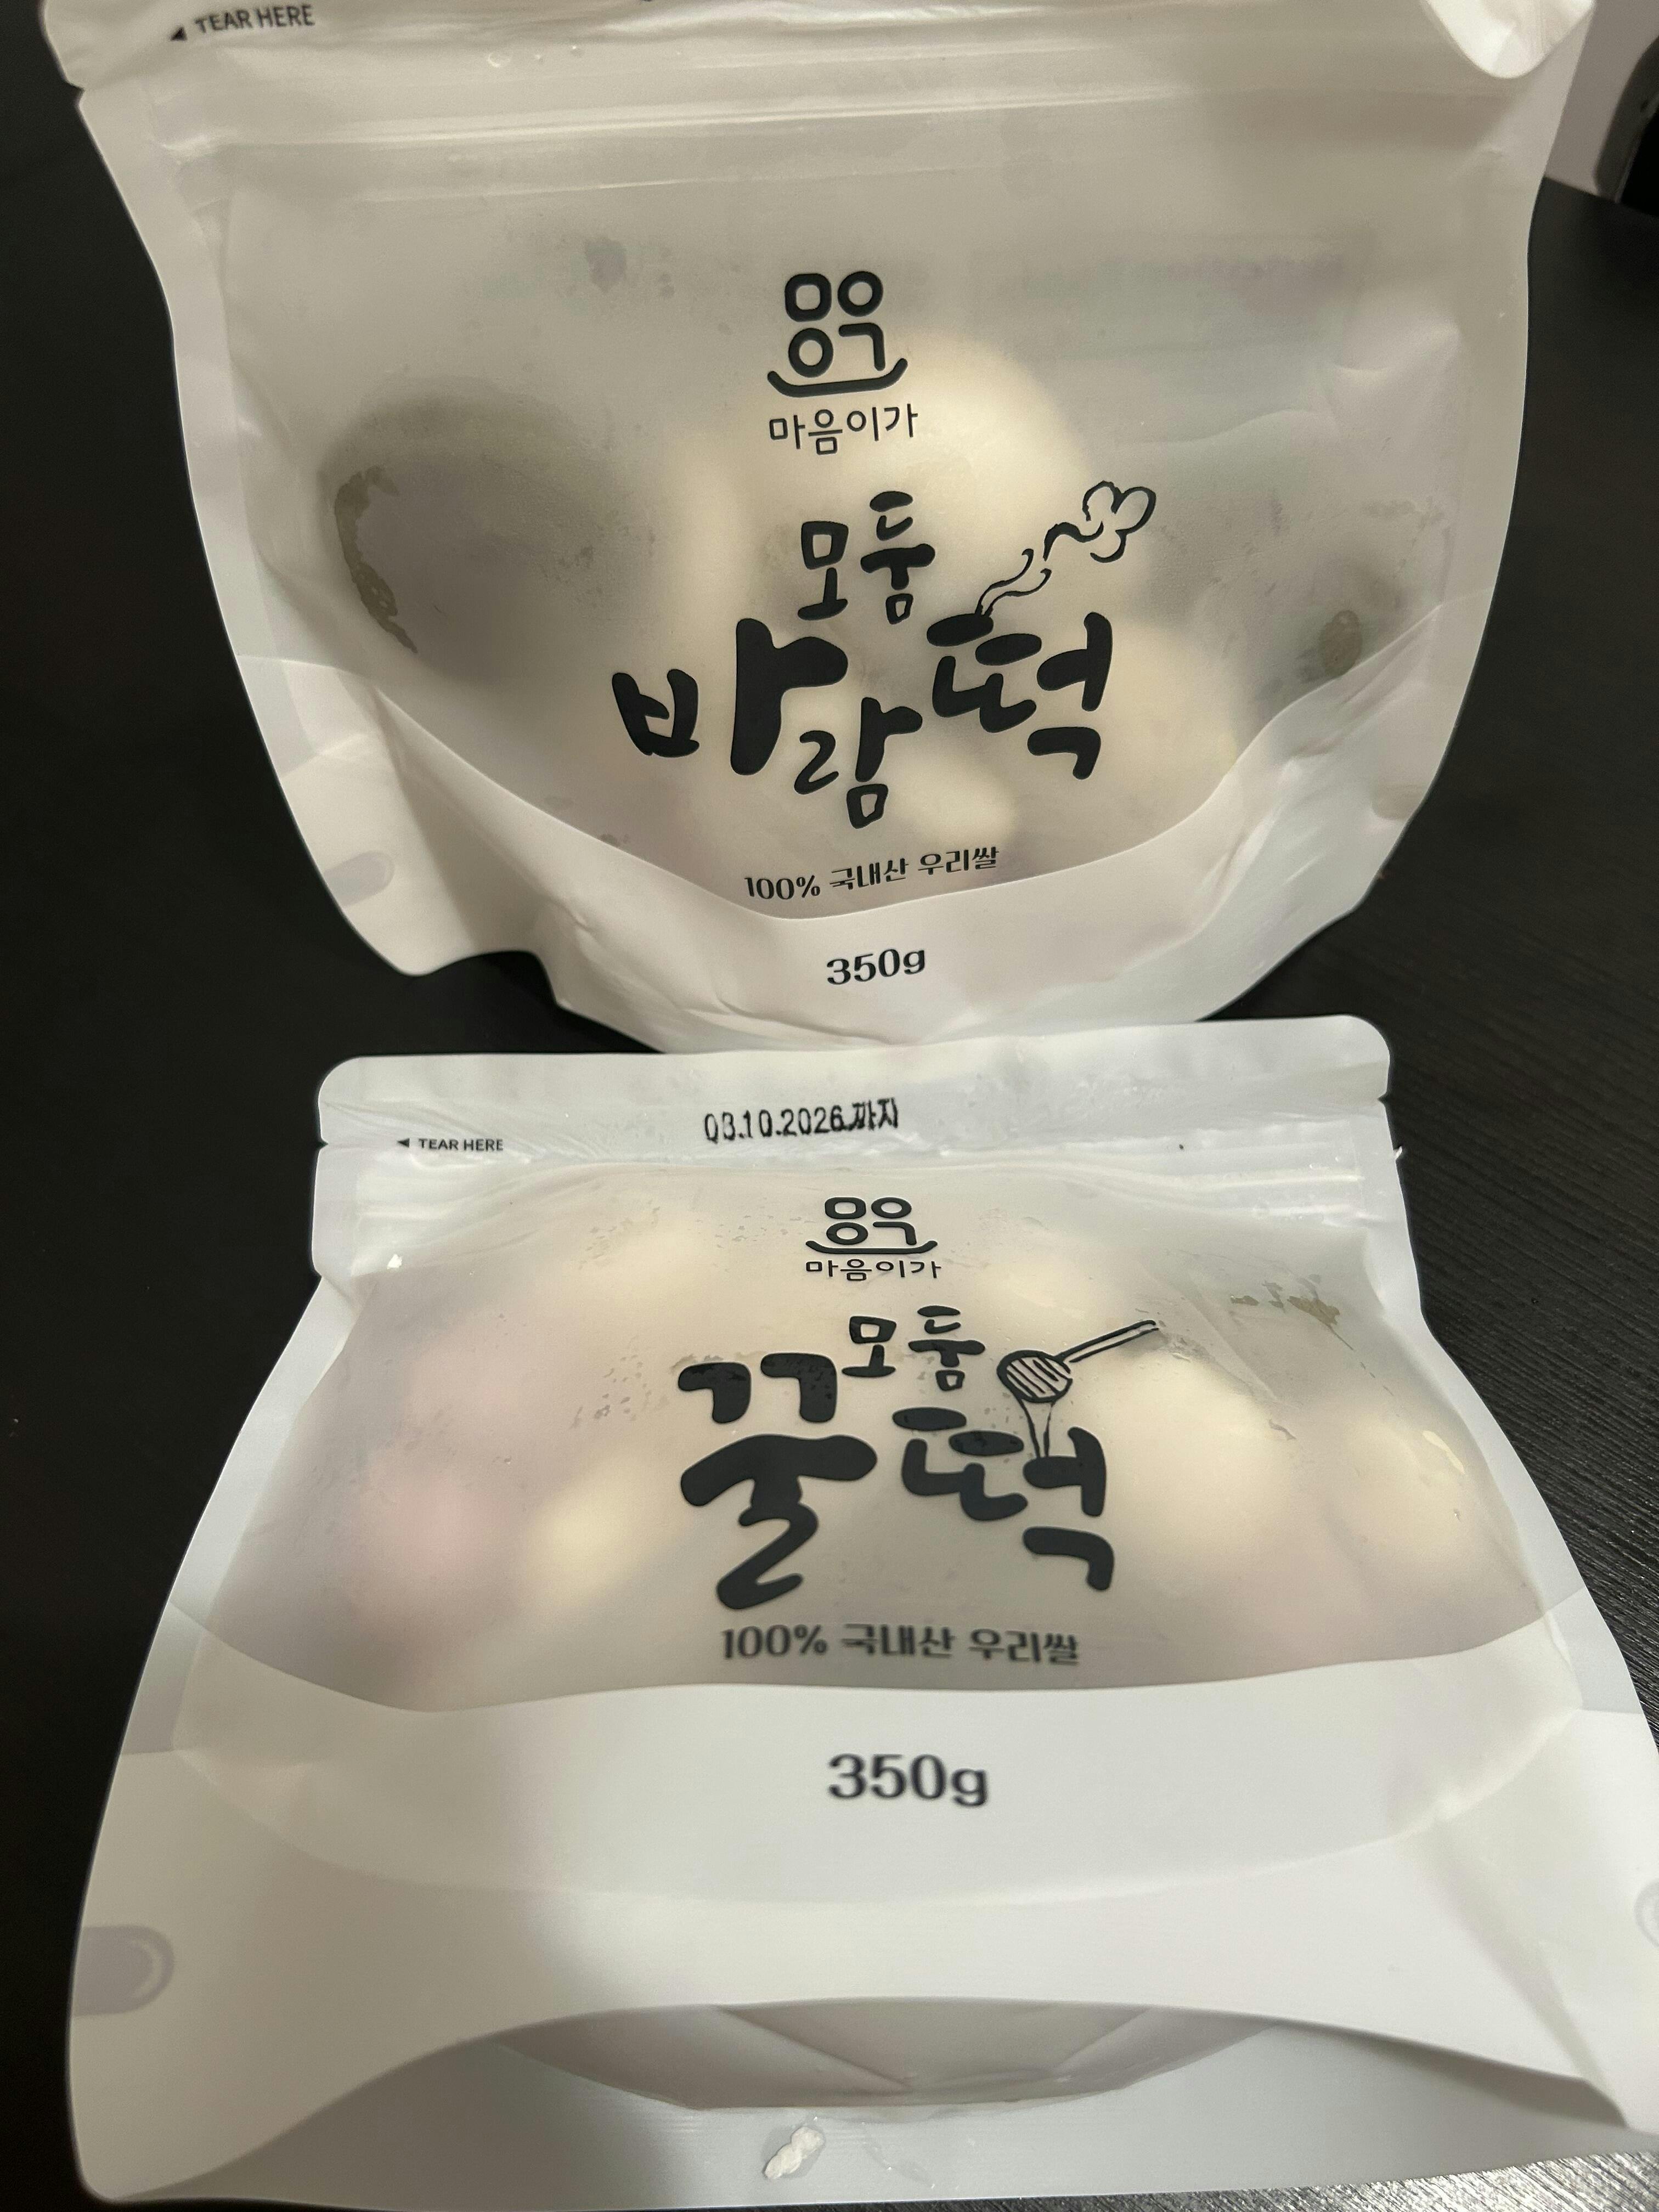 ◀ TEAR HERE
마음이가
모둠
바람떡
100% 국내산 우리쌀
350g
03.10.2026.까지
◀ TEAR HERE
마음이가
모둠
꿀떡
100% 국내산 우리쌀
350g